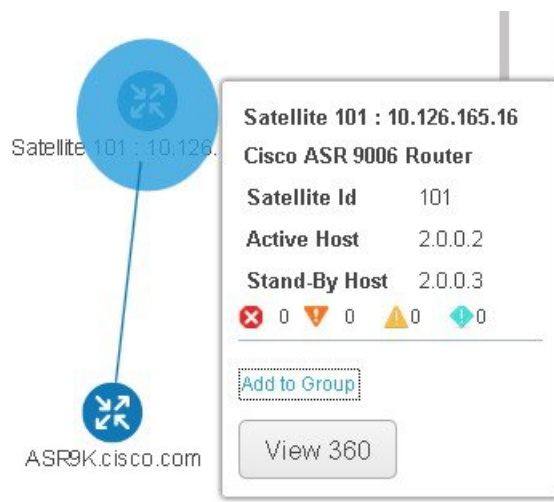 Satellite 101 : 10.126.
Satellite 101 : 10.126.165.16
Cisco ASR 9006 Router
Satellite Id 101
Active Host 2.0.0.2
Stand-By Host 2.0.0.3
0 0 0 0
Add to Group
View 360
ASR9K.cisco.com